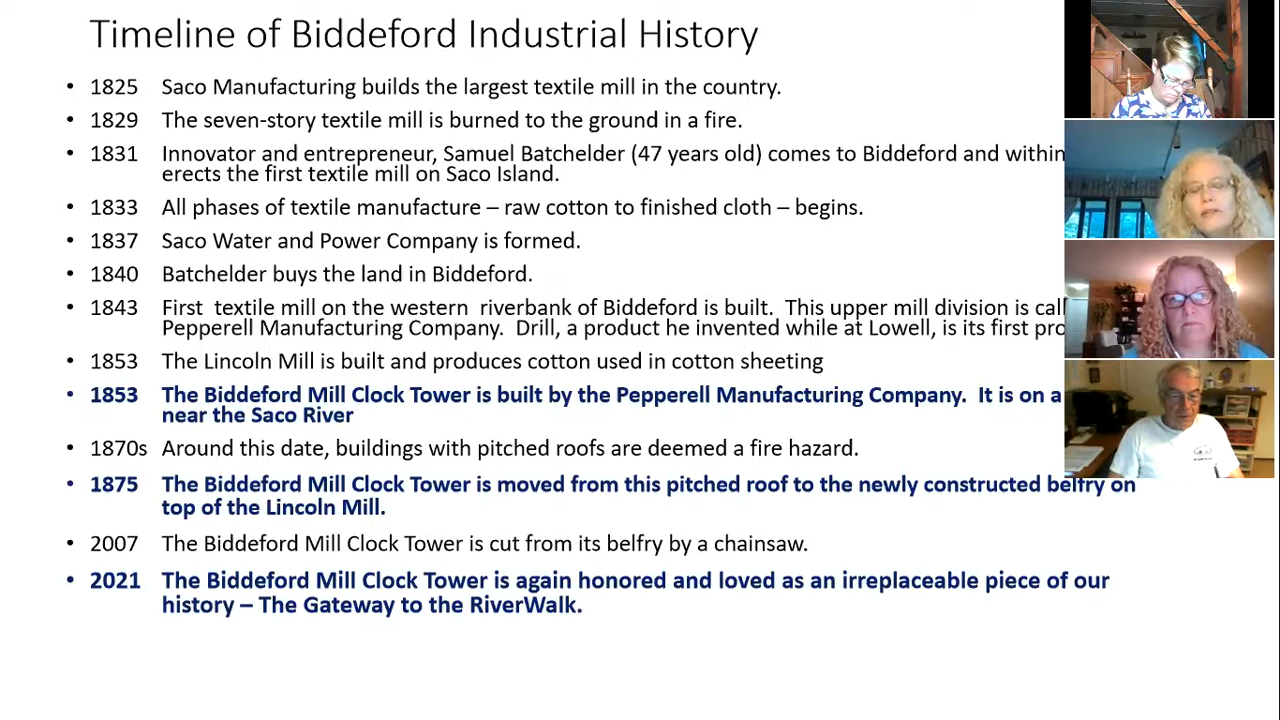 Timeline of Biddeford Industrial History
• 1825 Saco Manufacturing builds the largest textile mill in the country.
• 1829 The seven-story textile mill is burned to the ground in a fire.
• 1831 Innovator and entrepreneur, Samuel Batchelder (47 years old) comes to Biddeford and within
erects the first textile mill on Saco Island.
• 1833 All phases of textile manufacture – raw cotton to finished cloth – begins.
• 1837 Saco Water and Power Company is formed.
• 1840 Batchelder buys the land in Biddeford.
• 1843 First textile mill on the western riverbank of Biddeford is built. This upper mill division is cal
Pepperell Manufacturing Company. Drill, a product he invented while at Lowell, is its first pro
• 1853 The Lincoln Mill is built and produces cotton used in cotton sheeting
• 1853 The Biddeford Mill Clock Tower is built by the Pepperell Manufacturing Company. It is on a
near the Saco River
• 1870s Around this date, buildings with pitched roofs are deemed a fire hazard.
• 1875 The Biddeford Mill Clock Tower is moved from this pitched roof to the newly constructed belfry on
top of the Lincoln Mill.
• 2007 The Biddeford Mill Clock Tower is cut from its belfry by a chainsaw.
• 2021 The Biddeford Mill Clock Tower is again honored and loved as an irreplaceable piece of our
history – The Gateway to the RiverWalk.